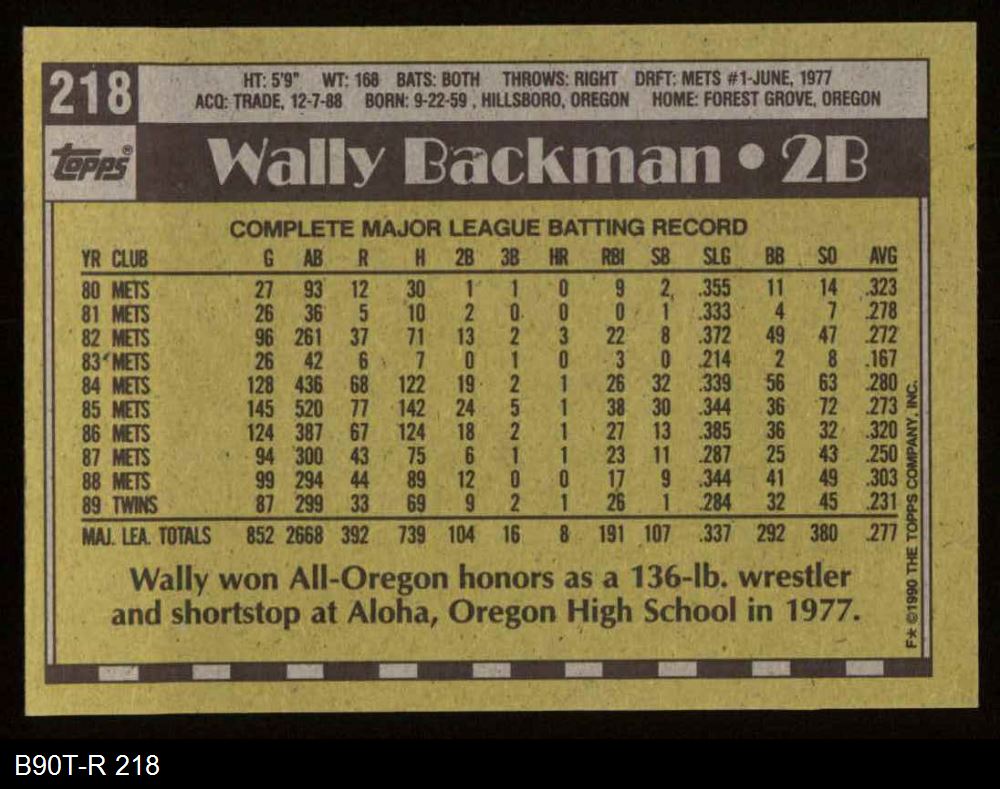 218
HT: 5'9" WT: 168 BATS: BOTH THROWS: RIGHT DRFT: METS #1-JUNE, 1977
ACQ: TRADE, 12-7-88 BORN: 9-22-59 , HILLSBORO, OREGON HOME: FOREST GROVE, OREGON
topps®
Wally Backman • 2B
COMPLETE MAJOR LEAGUE BATTING RECORD
YR CLUB G AB R H 2B 3B HR RBI SB SLG BB SO AVG
80 METS 27 93 12 30 1 1 0 9 2 .355 11 14 .323
81 METS 26 36 5 10 2 0 0 0 1 .333 4 7 .278
82 METS 96 261 37 71 13 2 3 22 8 .372 49 47 .272
83 METS 26 42 6 7 0 1 0 3 0 .214 2 8 .167
84 METS 128 436 68 122 19 2 1 26 32 .339 56 63 .280
85 METS 145 520 77 142 24 5 1 38 30 .344 36 72 .273
86 METS 124 387 67 124 18 2 1 27 13 .385 36 32 .320
87 METS 94 300 43 75 6 1 1 23 11 .287 25 43 .250
88 METS 99 294 44 89 12 0 0 17 9 .344 41 49 .303
89 TWINS 87 299 33 69 9 2 1 26 1 .284 32 45 .231
MAJ. LEA. TOTALS 852 2668 392 739 104 16 8 191 107 .337 292 380 .277
Wally won All-Oregon honors as a 136-lb. wrestler
and shortstop at Aloha, Oregon High School in 1977.
F* ©1990 THE TOPPS COMPANY, INC.
B90T-R 218